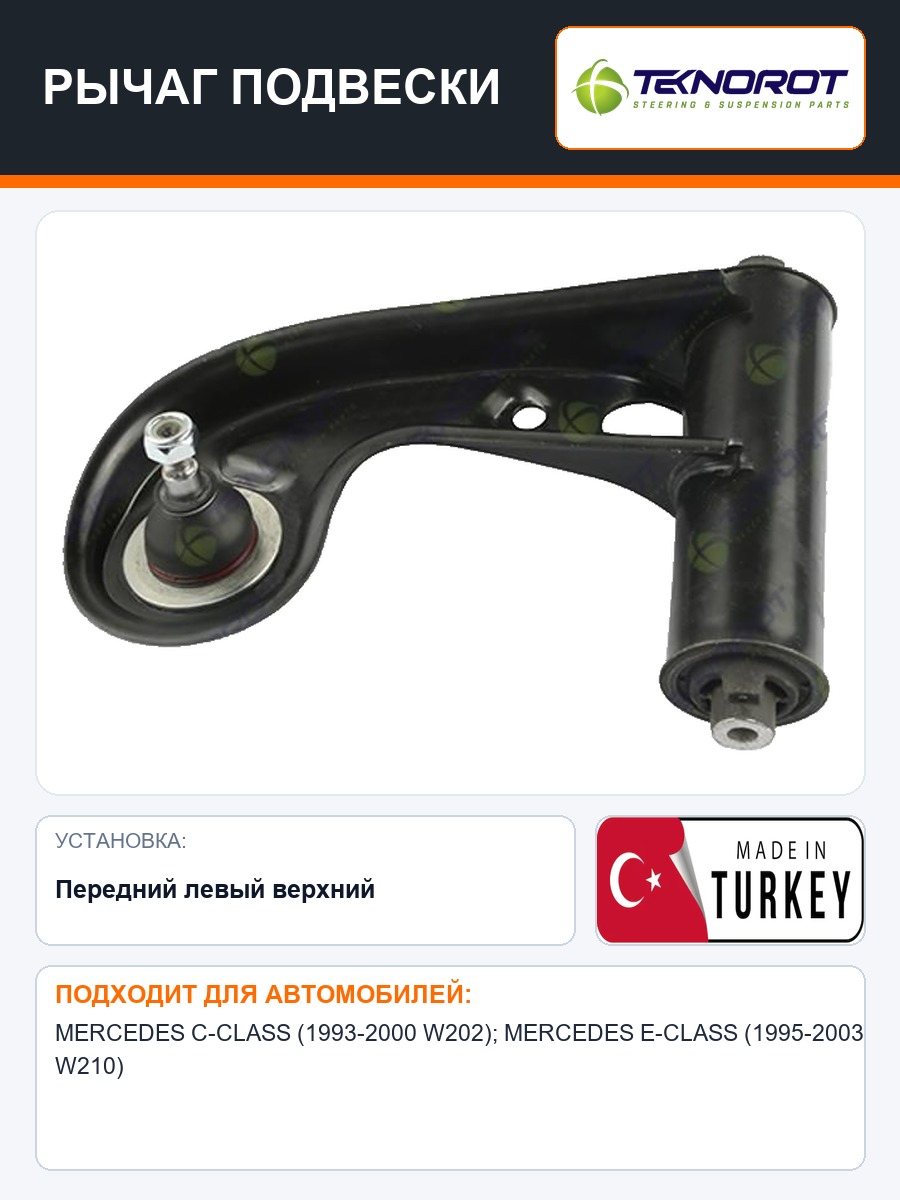 РЫЧАГ ПОДВЕСКИ
TEKNOROT
STEERING & SUSPENSION PARTS
УСТАНОВКА:
Передний левый верхний
MADE IN
TURKEY
ПОДХОДИТ ДЛЯ АВТОМОБИЛЕЙ:
MERCEDES C-CLASS (1993-2000 W202); MERCEDES E-CLASS (1995-2003
W210)